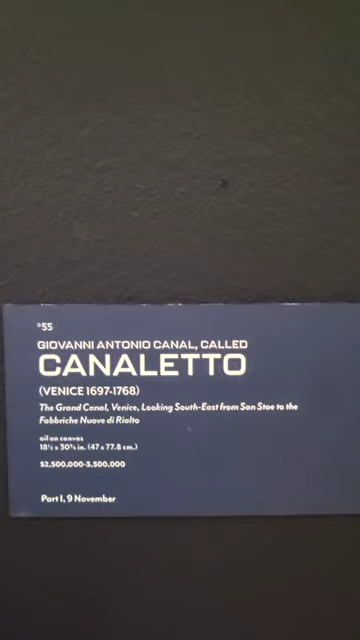 °55
GIOVANNI ANTONIO CANAL, CALLED
CANALETTO
(VENICE 1697-1768)
The Grand Canal, Venice, Looking South-East from San Stae to the
Fabbriche Nuove di Rialto
oil on canvas
18½ x 30⅝ in. (47 x 77.8 cm.)
$2,500,000-3,500,000
Part I, 9 November